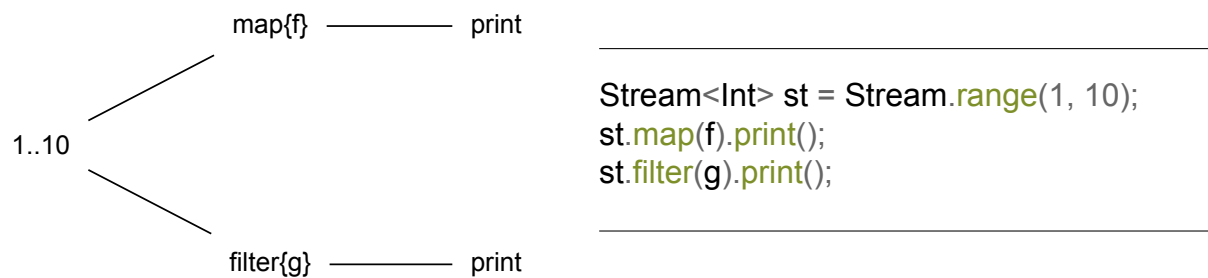 map{f} print
1..10
filter{g} print
Stream<Int> st = Stream.range(1, 10);
st.map(f).print();
st.filter(g).print();